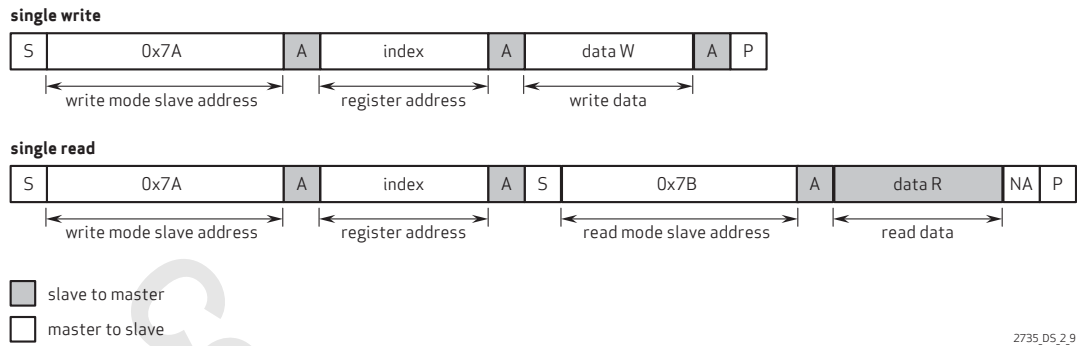 single write
S 0x7A A index A data W A P
write mode slave address register address write data
single read
S 0x7A A index A S 0x7B A data R NA P
write mode slave address register address read mode slave address read data
slave to master
master to slave
2735_DS_2_9